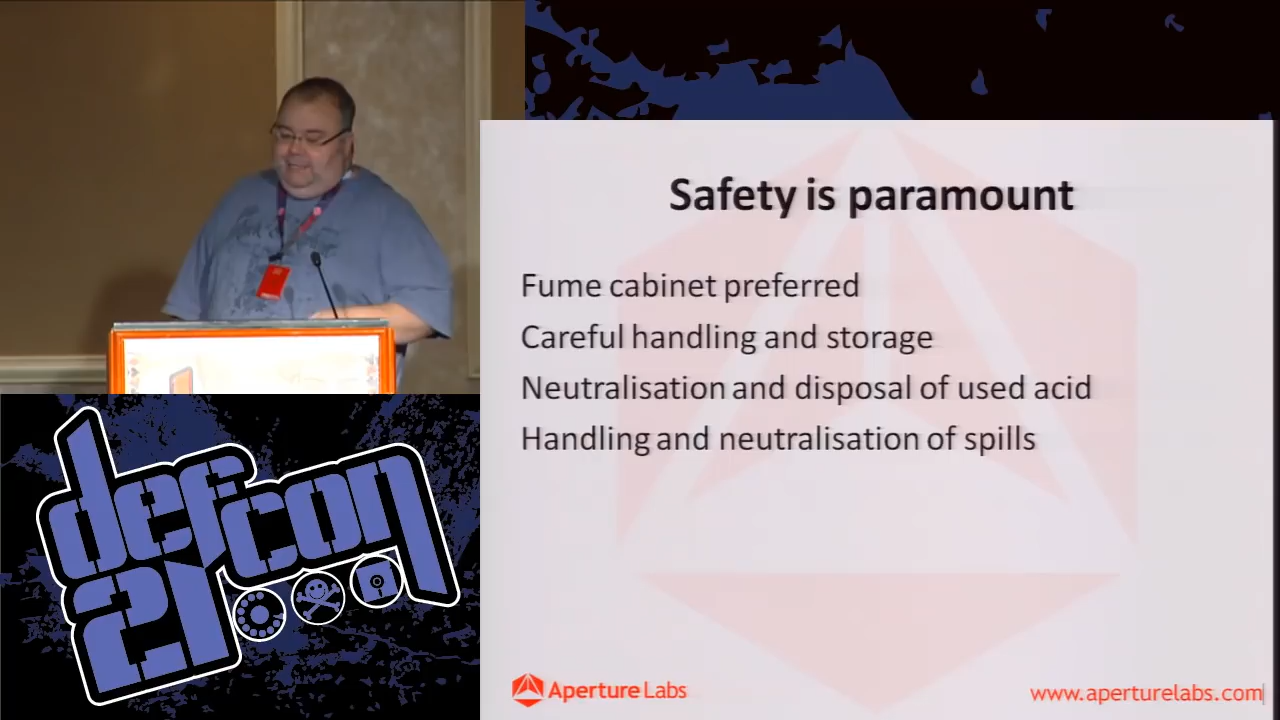 Safety is paramount
Fume cabinet preferred
Careful handling and storage
Neutralisation and disposal of used acid
Handling and neutralisation of spills
Aperture Labs
www.aperturelabs.com
defcon
21